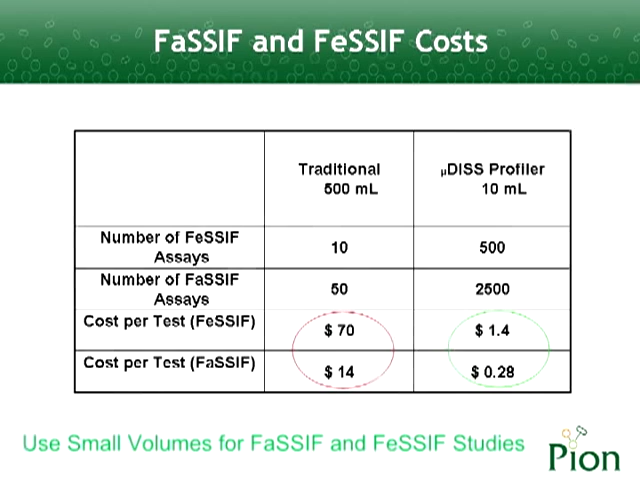 FaSSIF and FeSSIF Costs
Traditional
500 mL
µDISS Profiler
10 mL
Number of FeSSIF
Assays
10
500
Number of FaSSIF
Assays
50
2500
Cost per Test (FeSSIF)
$ 70
$ 1.4
Cost per Test (FaSSIF)
$ 14
$ 0.28
Use Small Volumes for FaSSIF and FeSSIF Studies
Pion